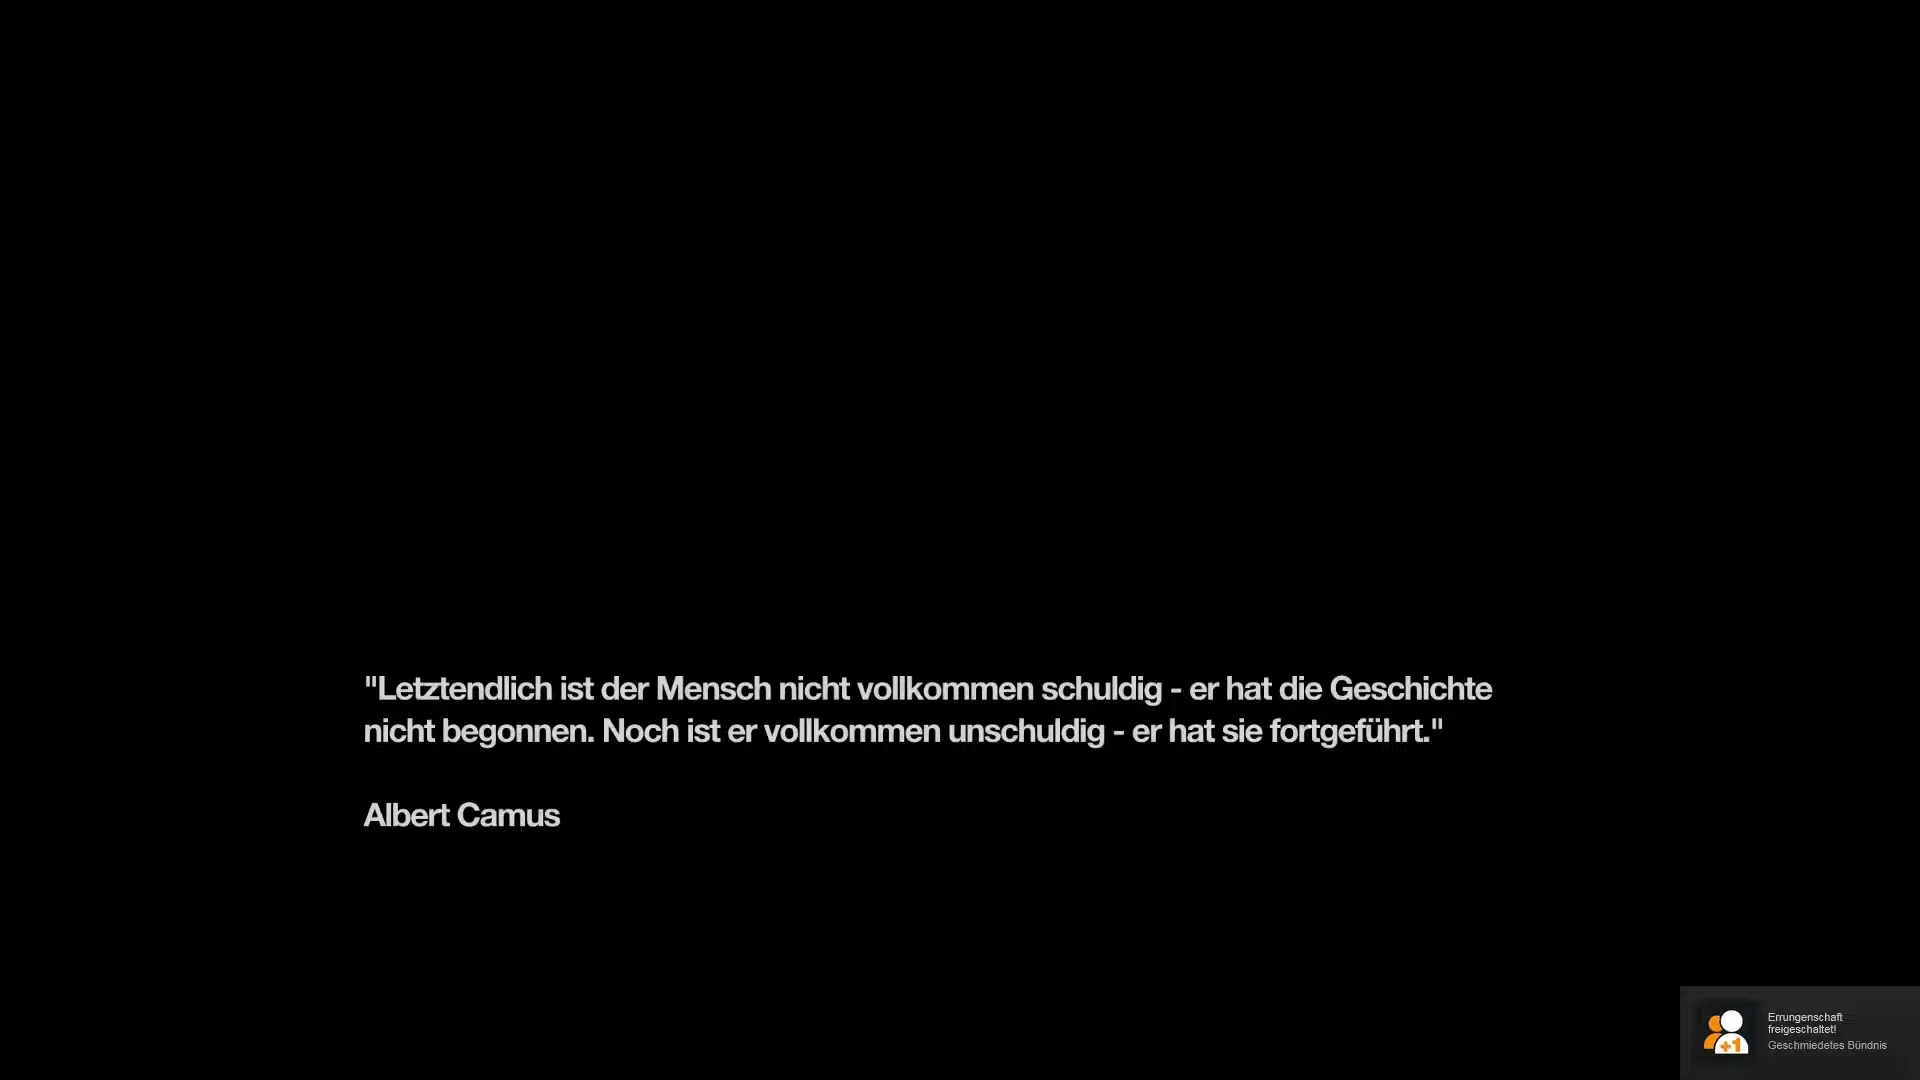 "Letztendlich ist der Mensch nicht vollkommen schuldig - er hat die Geschichte
nicht begonnen. Noch ist er vollkommen unschuldig - er hat sie fortgeführt."
Albert Camus
Errungenschaft
freigeschaltet!
Geschmiedetes Bündnis
+1